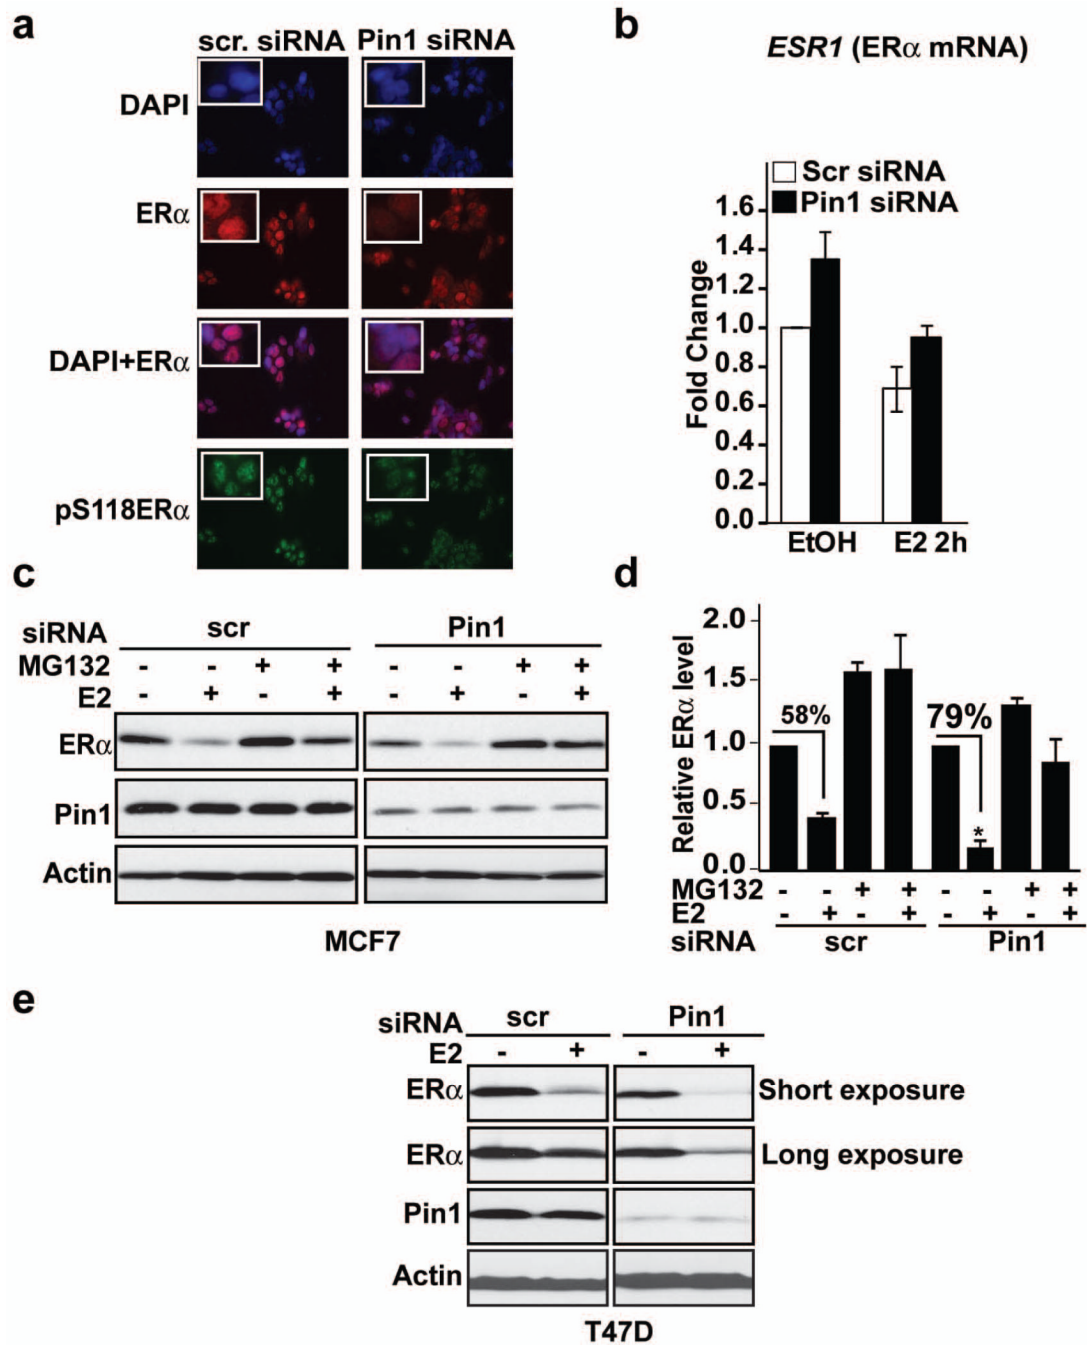 a
scr. siRNA Pin1 siRNA
DAPI
ERα
DAPI+ERα
pS118ERα
b
ESR1 (ERα mRNA)
Scr siRNA
Pin1 siRNA
Fold Change
1.6
1.4
1.2
1.0
0.8
0.6
0.4
0.2
0.0
EtOH E2 2h
c
siRNA scr Pin1
MG132 - - + + - - + +
E2 - + - + - + - +
ERα
Pin1
Actin
MCF7
d
Relative ERα level
2.0
1.5
1.0
0.5
0.0
58%
79%
*
MG132 - - + + - - + +
E2 - + - + - + - +
siRNA scr Pin1
e
siRNA scr Pin1
E2 - + - +
ERα Short exposure
ERα Long exposure
Pin1
Actin
T47D